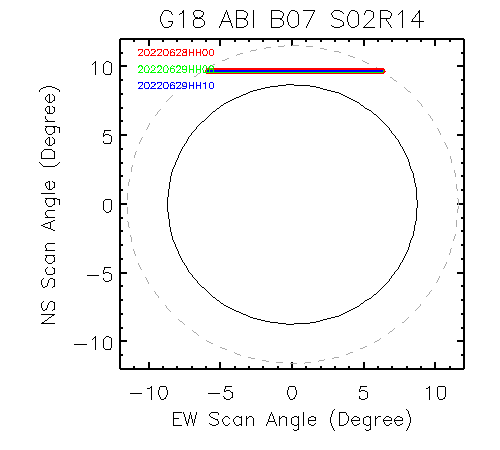 G18 ABI B07 S02R14
20220628HH00
20220629HH00
20220629HH10
10
5
0
-5
-10
NS Scan Angle (Degree)
-10 -5 0 5 10
EW Scan Angle (Degree)